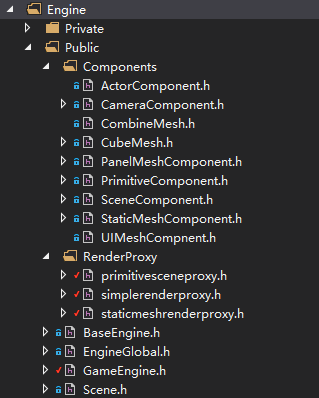 Engine
Private
Public
Components
ActorComponent.h
CameraComponent.h
CombineMesh.h
CubeMesh.h
PanelMeshComponent.h
PrimitiveComponent.h
SceneComponent.h
StaticMeshComponent.h
UIMeshCompnent.h
RenderProxy
primitivesceneproxy.h
simplerenderproxy.h
staticmeshrenderproxy.h
BaseEngine.h
EngineGlobal.h
GameEngine.h
Scene.h